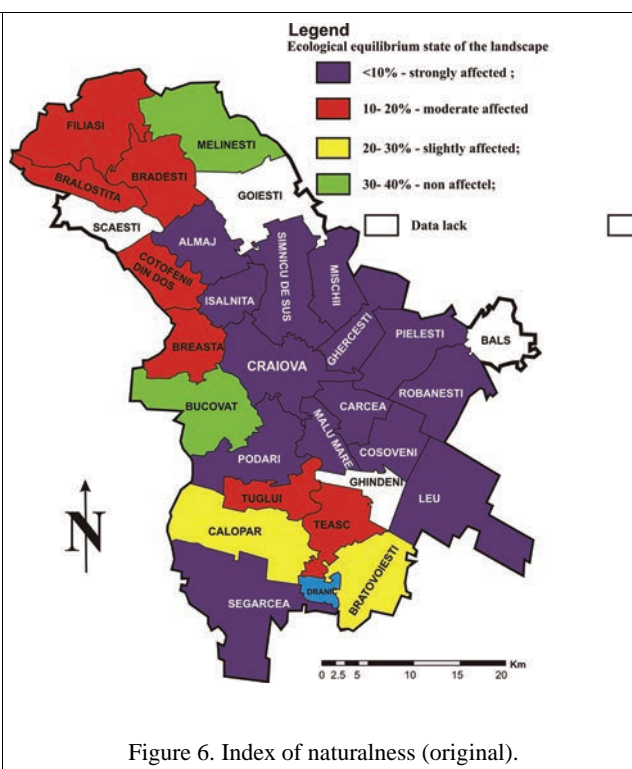 Legend
Ecological equilibrium state of the landscape
<10% - strongly affected ;
10- 20% - moderate affected
20- 30% - slightly affected;
30- 40% - non affectel;
Data lack
FILIASI
MELINESTI
BRALOSTITA
BRADESTI
GOIESTI
SCAESTI
ALMAJ
SIMNICU DE SUS
MISCHII
COTOFENII
DIN DOS
ISALNITA
GHERCESTI
PIELESTI
BALS
BREASTA
CRAIOVA
ROBANESTI
BUCOVAT
CARCEA
MALU MARE
COSOVENI
PODARI
GHINDENI
LEU
N
TUGLUI
TEASC
CALOPAR
BRATOVOIESTI
DRANIC
SEGARCEA
Km
0 2.5 5 10 15 20
Figure 6. Index of naturalness (original).